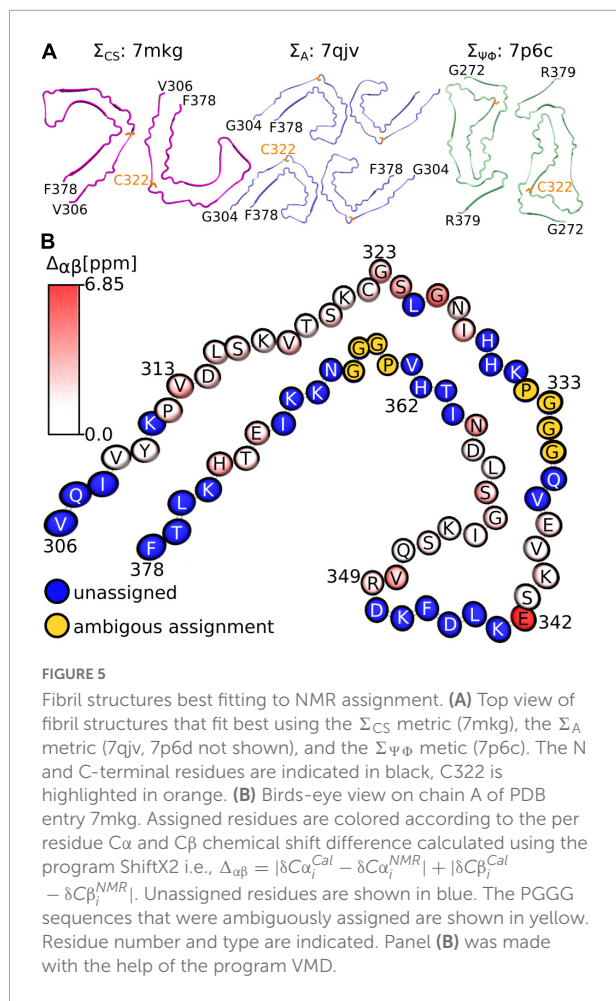 A
Σ_CS: 7mkg Σ_A: 7qjv Σ_ΨΦ: 7p6c
V306
F378
C322
F378
V306
G304
F378
C322
F378
G304
G304
F378
G272
R379
C322
R379
G272
B
Δαβ[ppm]
6.85
0.0
323
313
333
362
306
378
349
342
V Q I V Y K P V D L S K V T S K C G S L G N I H H K P G G G Q V E V K S E K L D F K D R V Q S K I G S L D N I T H V P G G G N K K I E T H K L T F
unassigned
ambigous assignment
FIGURE 5
Fibril structures best fitting to NMR assignment. (A) Top view of
fibril structures that fit best using the Σ_CS metric (7mkg), the Σ_A
metric (7qjv, 7p6d not shown), and the Σ_ΨΦ metic (7p6c). The N
and C-terminal residues are indicated in black, C322 is
highlighted in orange. (B) Birds-eye view on chain A of PDB
entry 7mkg. Assigned residues are colored according to the per
residue Cα and Cβ chemical shift difference calculated using the
program ShiftX2 i.e., Δαβ = |δCα_i^Cal − δCα_i^NMR| + |δCβ_i^Cal
− δCβ_i^NMR|. Unassigned residues are shown in blue. The PGGG
sequences that were ambiguously assigned are shown in yellow.
Residue number and type are indicated. Panel (B) was made
with the help of the program VMD.